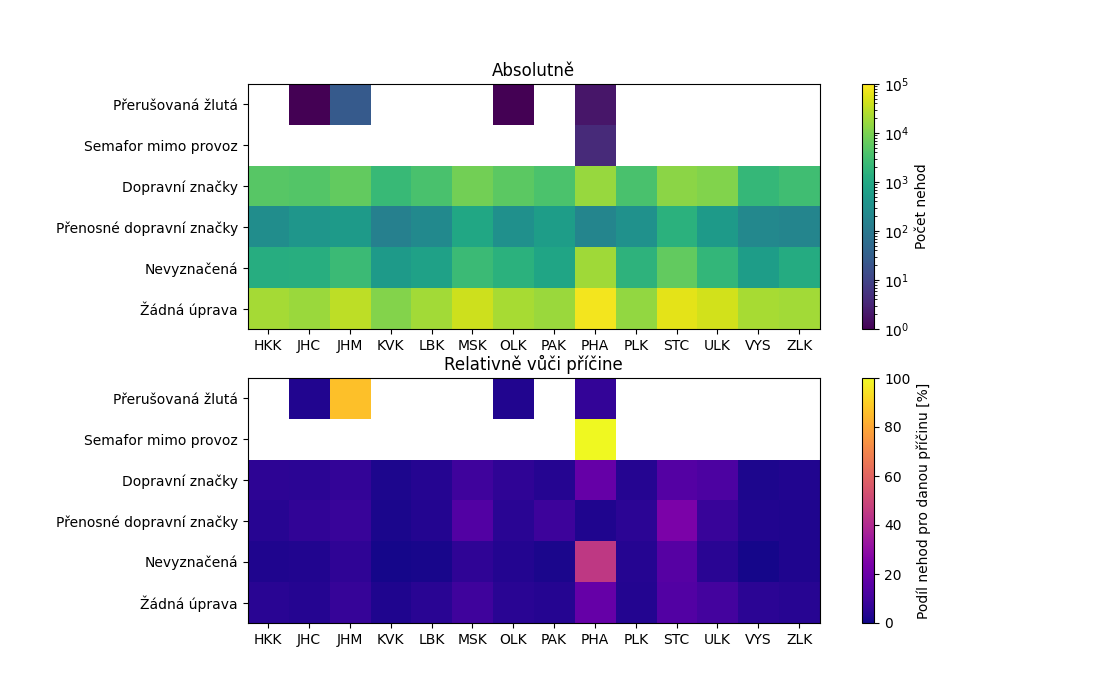 Absolutně
Přerušovaná žlutá
Semafor mimo provoz
Dopravní značky
Přenosné dopravní značky
Nevyznačená
Žádná úprava
HKK JHC JHM KVK LBK MSK OLK PAK PHA PLK STC ULK VYS ZLK
10^5
10^4
10^3
10^2
10^1
10^0
Počet nehod
Relativně vůči příčine
Přerušovaná žlutá
Semafor mimo provoz
Dopravní značky
Přenosné dopravní značky
Nevyznačená
Žádná úprava
HKK JHC JHM KVK LBK MSK OLK PAK PHA PLK STC ULK VYS ZLK
100
80
60
40
20
0
Podíl nehod pro danou příčinu [%]